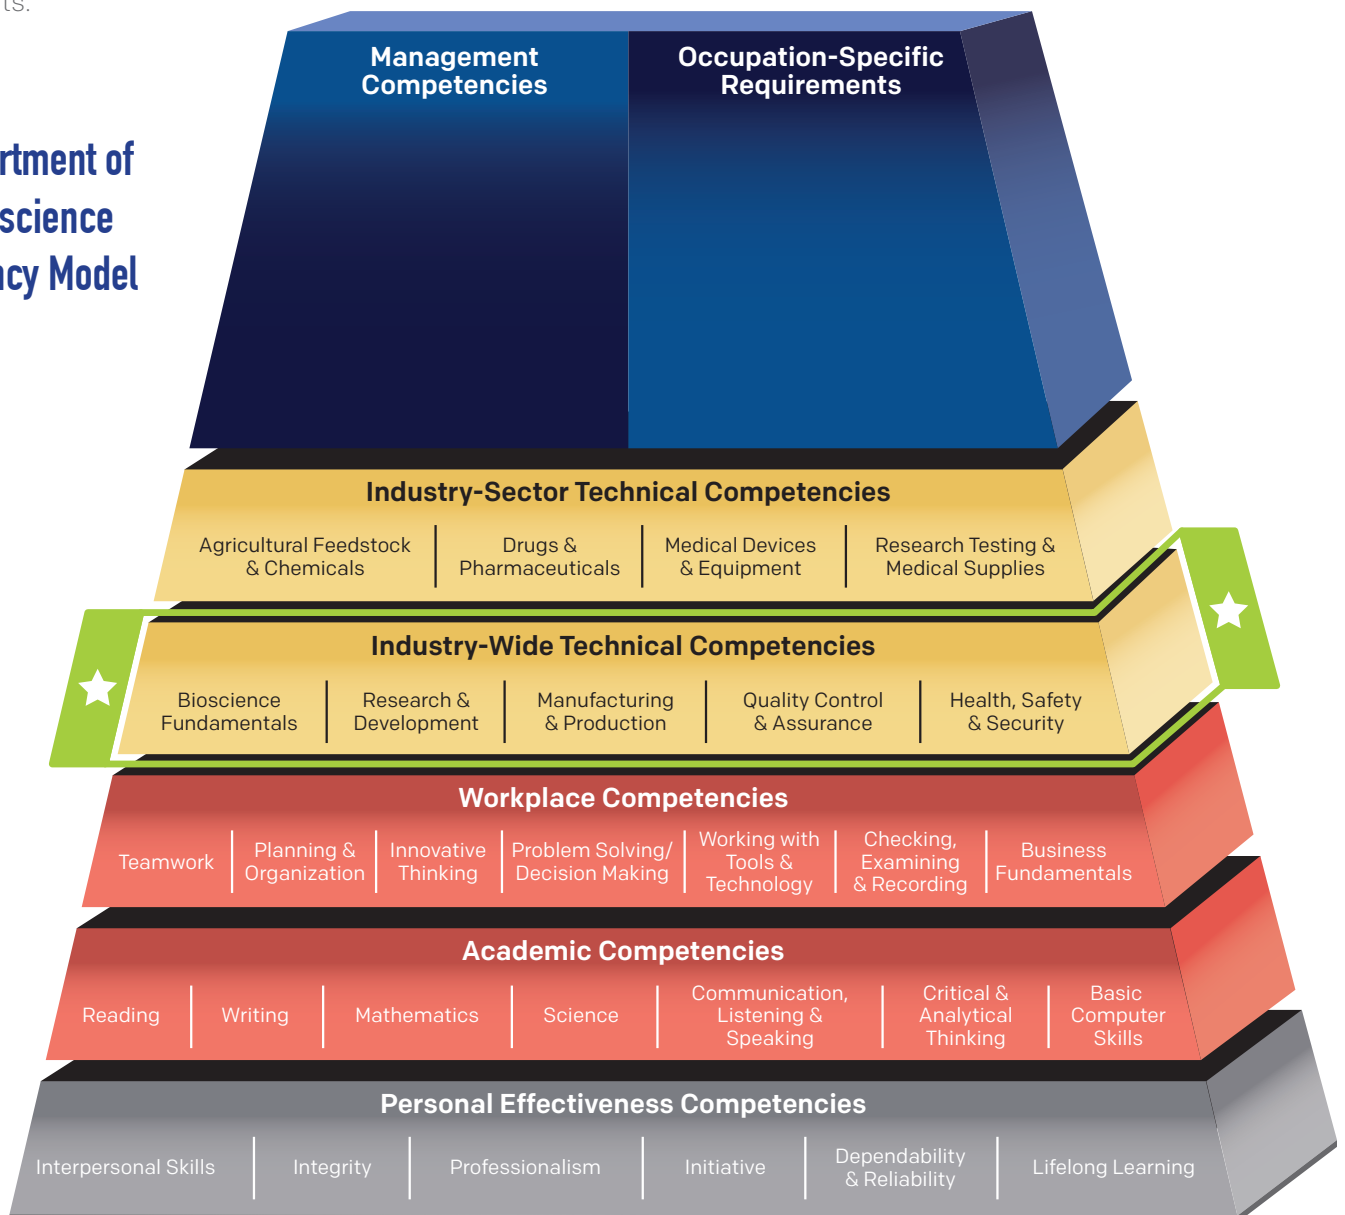 ts.
Management
Competencies
Occupation-Specific
Requirements
rtment of
science
ncy Model
Industry-Sector Technical Competencies
Agricultural Feedstock
& Chemicals
Drugs &
Pharmaceuticals
Medical Devices
& Equipment
Research Testing &
Medical Supplies
Industry-Wide Technical Competencies
Bioscience
Fundamentals
Research &
Development
Manufacturing
& Production
Quality Control
& Assurance
Health, Safety
& Security
Workplace Competencies
Teamwork
Planning &
Organization
Innovative
Thinking
Problem Solving/
Decision Making
Working with
Tools &
Technology
Checking,
Examining
& Recording
Business
Fundamentals
Academic Competencies
Reading
Writing
Mathematics
Science
Communication,
Listening &
Speaking
Critical &
Analytical
Thinking
Basic
Computer
Skills
Personal Effectiveness Competencies
Interpersonal Skills
Integrity
Professionalism
Initiative
Dependability
& Reliability
Lifelong Learning